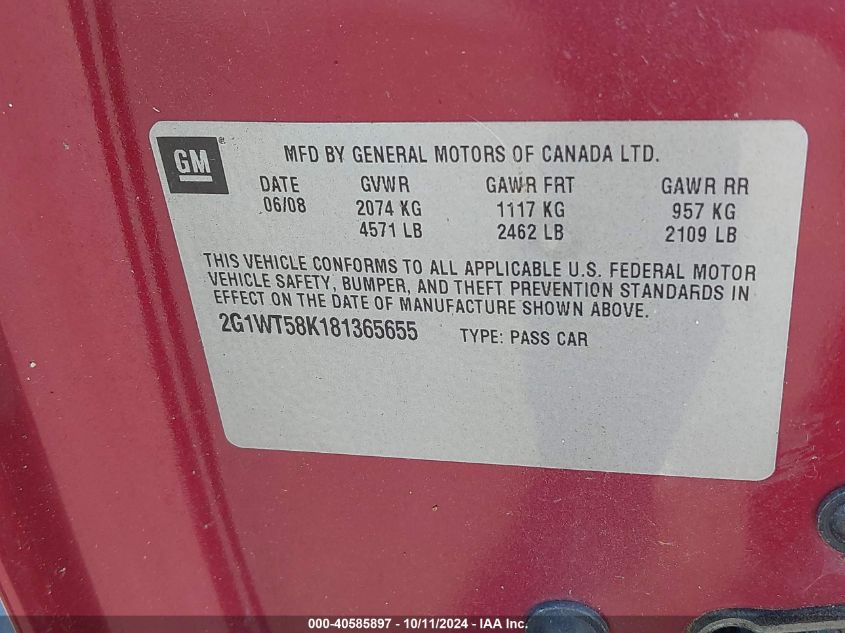 GM ® MFD BY GENERAL MOTORS OF CANADA LTD.
DATE GVWR GAWR FRT GAWR RR
06/08 2074 KG 1117 KG 957 KG
4571 LB 2462 LB 2109 LB
THIS VEHICLE CONFORMS TO ALL APPLICABLE U.S. FEDERAL MOTOR
VEHICLE SAFETY, BUMPER, AND THEFT PREVENTION STANDARDS IN
EFFECT ON THE DATE OF MANUFACTURE SHOWN ABOVE.
2G1WT58K181365655 TYPE: PASS CAR
000-40585897 - 10/11/2024 - IAA Inc.